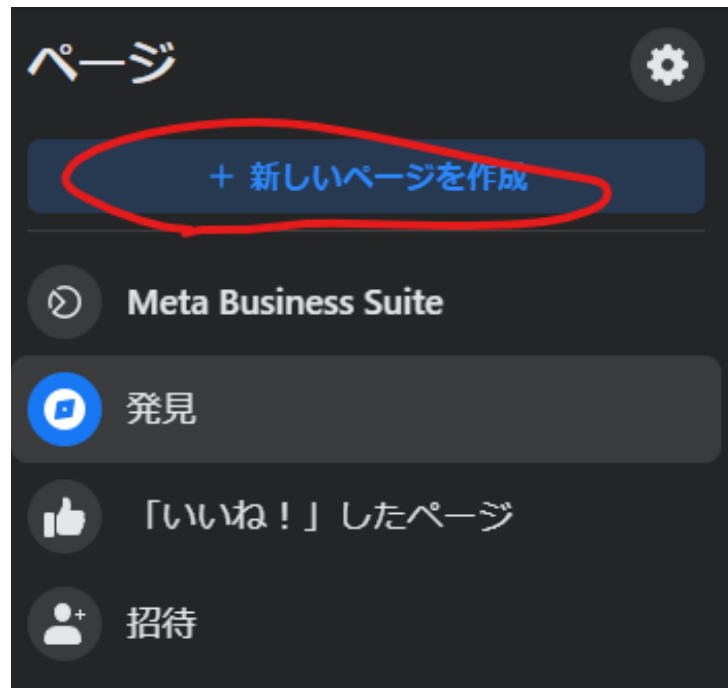 ページ
+ 新しいページを作成
Meta Business Suite
発見
「いいね！」したページ
招待